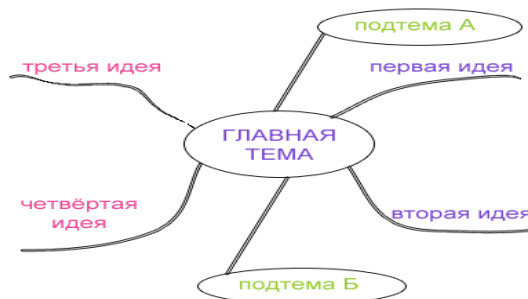 подтема А
третья идея
первая идея
ГЛАВНАЯ
ТЕМА
четвёртая
идея
вторая идея
подтема Б